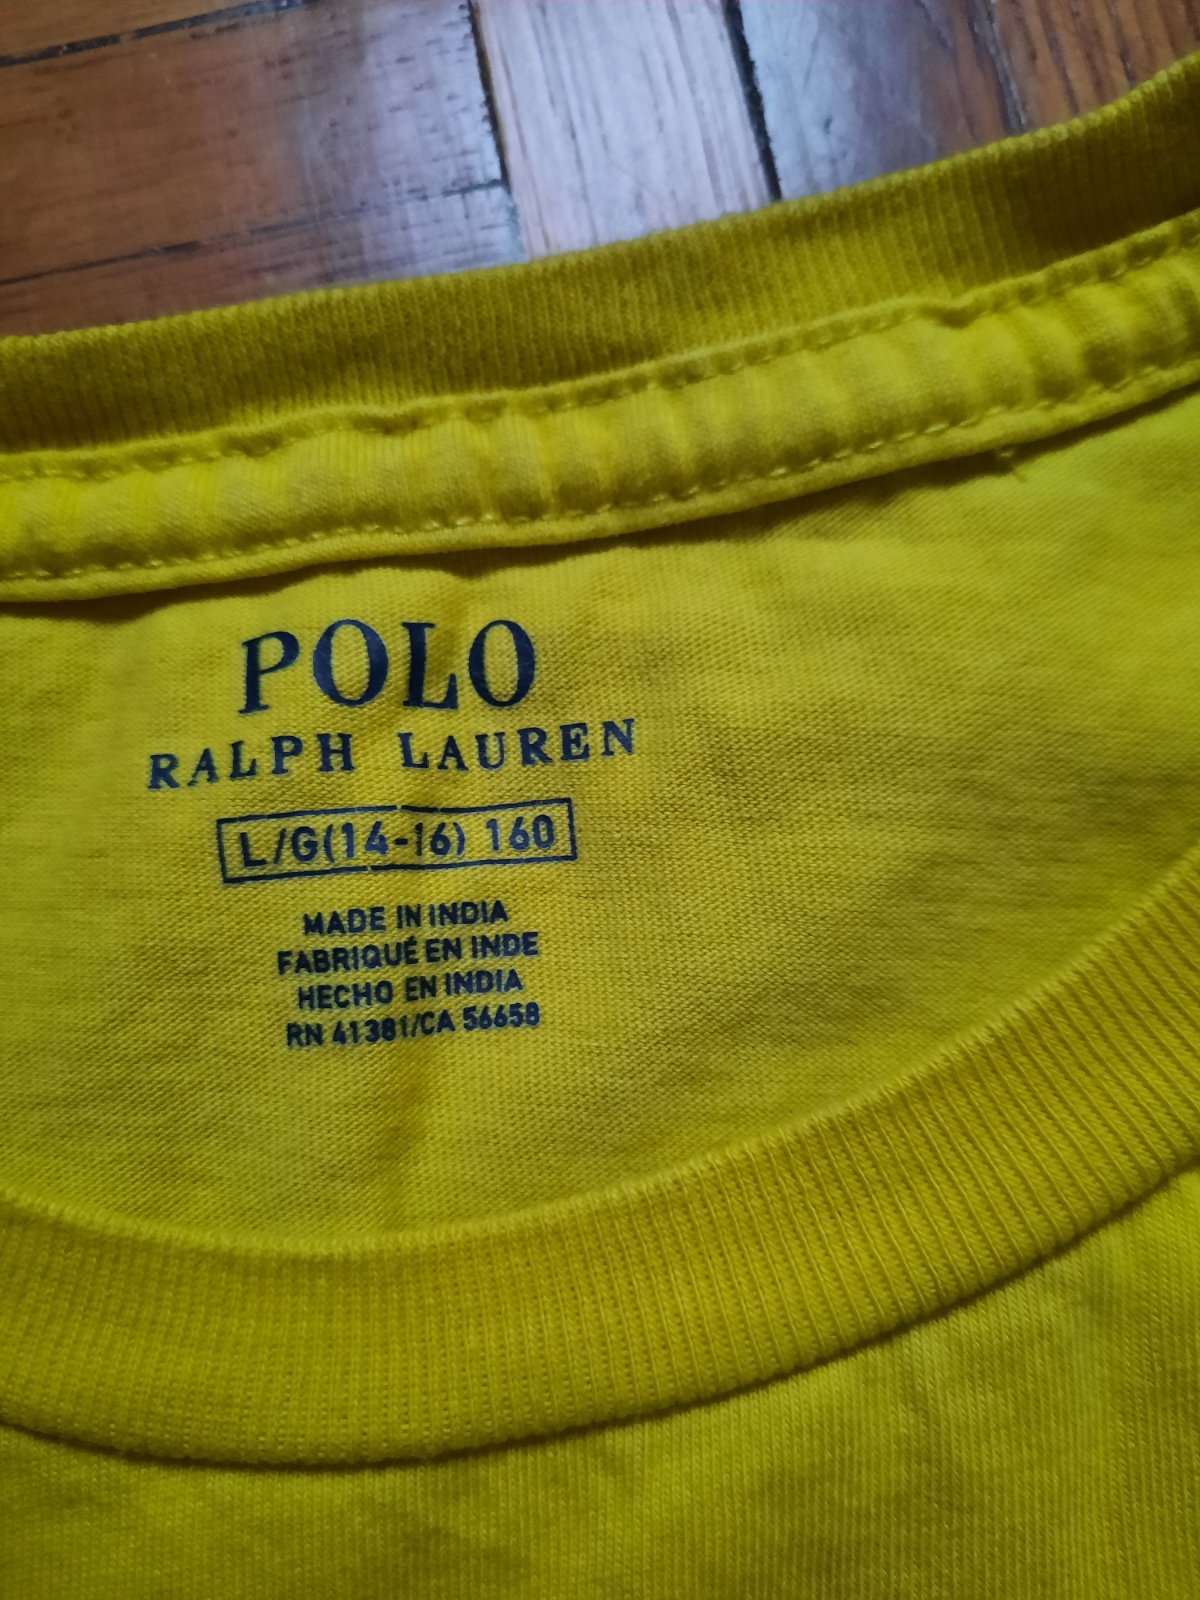 POLO
RALPH LAUREN
L/G(14-16) 160
MADE IN INDIA
FABRIQUÉ EN INDE
HECHO EN INDIA
RN 41381/CA 56658